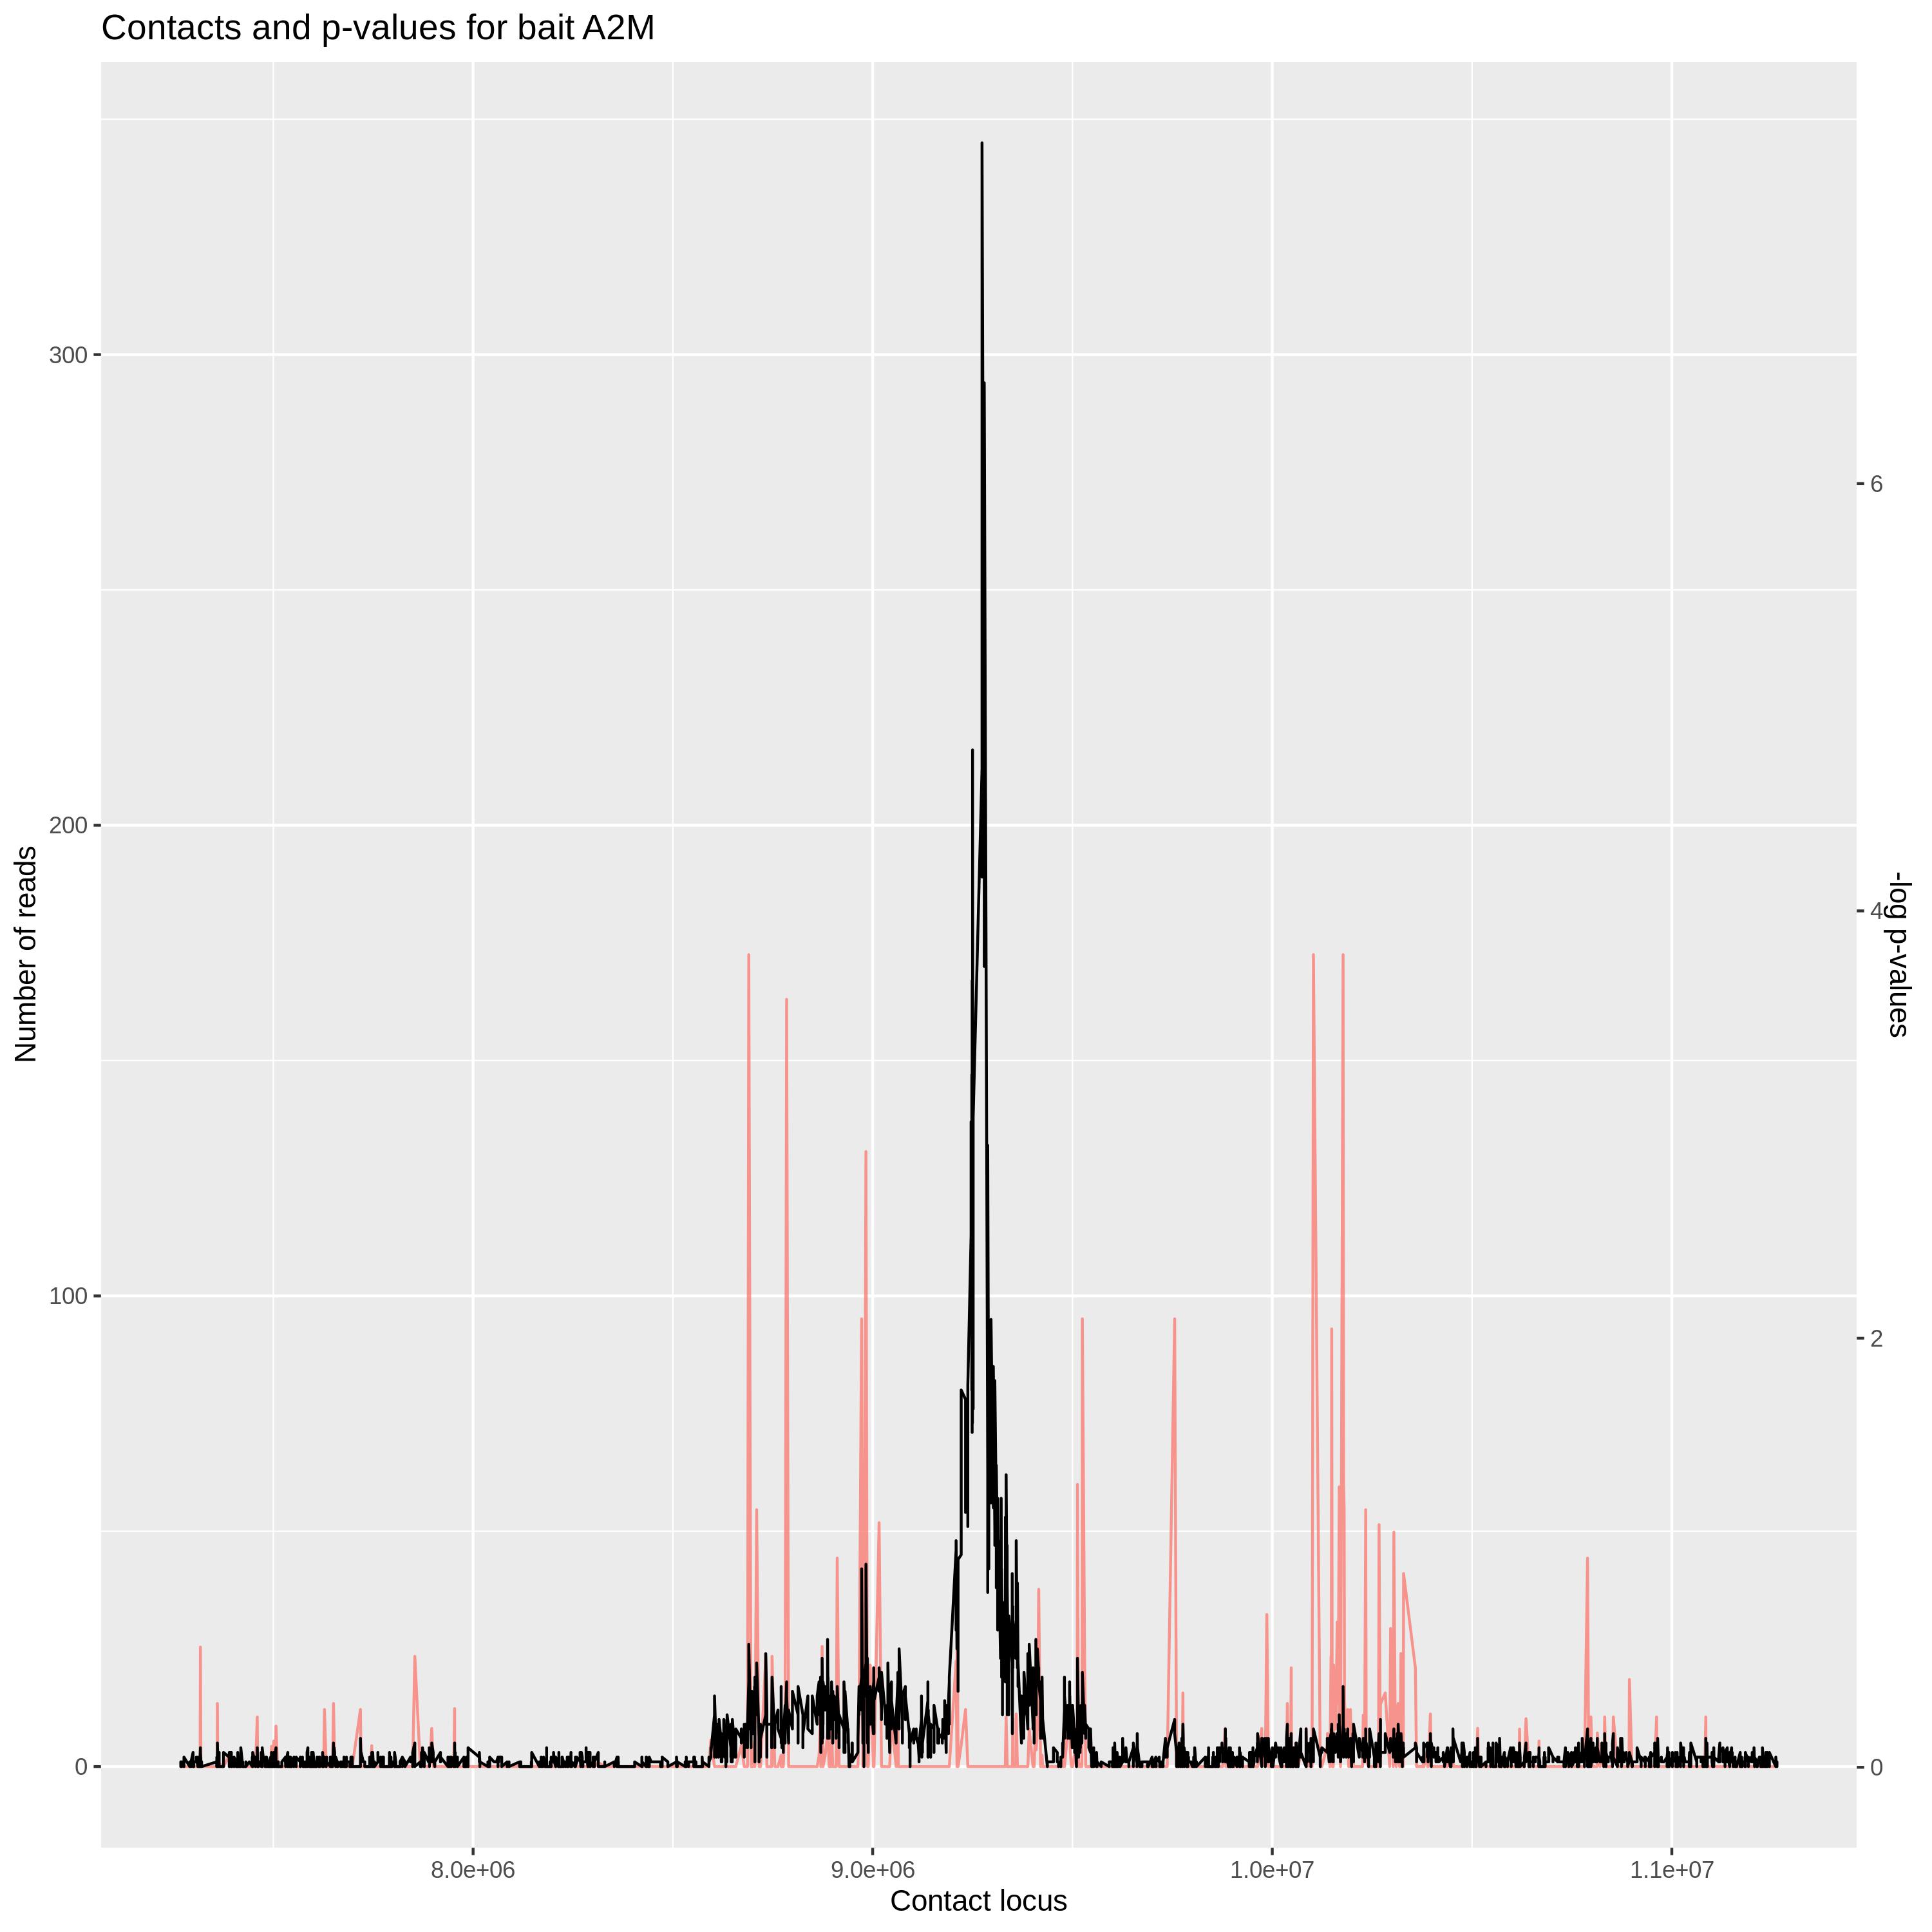 Contacts and p-values for bait A2M
300
200
100
0
Number of reads
6
4
2
0
-log p-values
8.0e+06
9.0e+06
1.0e+07
1.1e+07
Contact locus